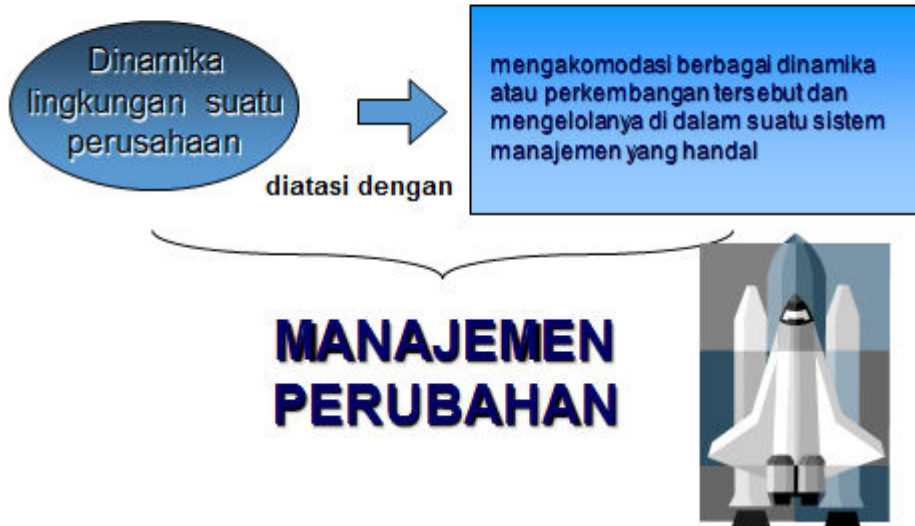 Dinamika
lingkungan suatu
perusahaan
diatasi dengan
mengakomodasi berbagai dinamika
atau perkembangan tersebut dan
mengelolanya di dalam suatu sistem
manajemen yang handal
MANAJEMEN
PERUBAHAN